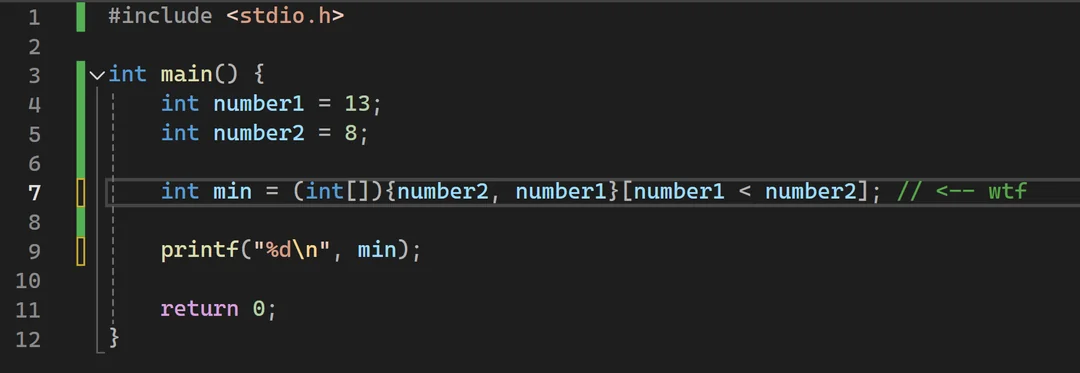 1 #include <stdio.h>
2
3 int main() {
4     int number1 = 13;
5     int number2 = 8;
6
7     int min = (int[]){number2, number1}[number1 < number2]; // <-- wtf
8
9     printf("%d\n", min);
10
11     return 0;
12 }